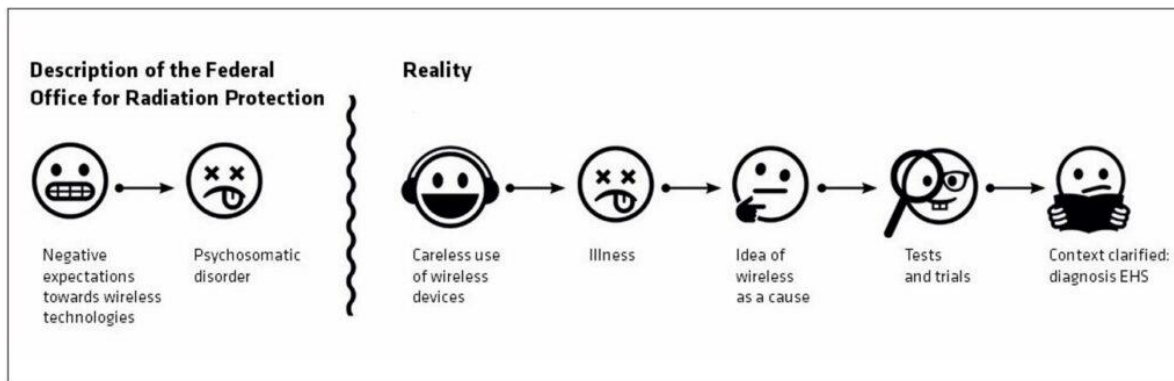 Description of the Federal
Office for Radiation Protection
Reality
Negative
expectations
towards wireless
technologies
Psychosomatic
disorder
Careless use
of wireless
devices
Illness
Idea of
wireless
as a cause
Tests
and trials
Context clarified:
diagnosis EHS